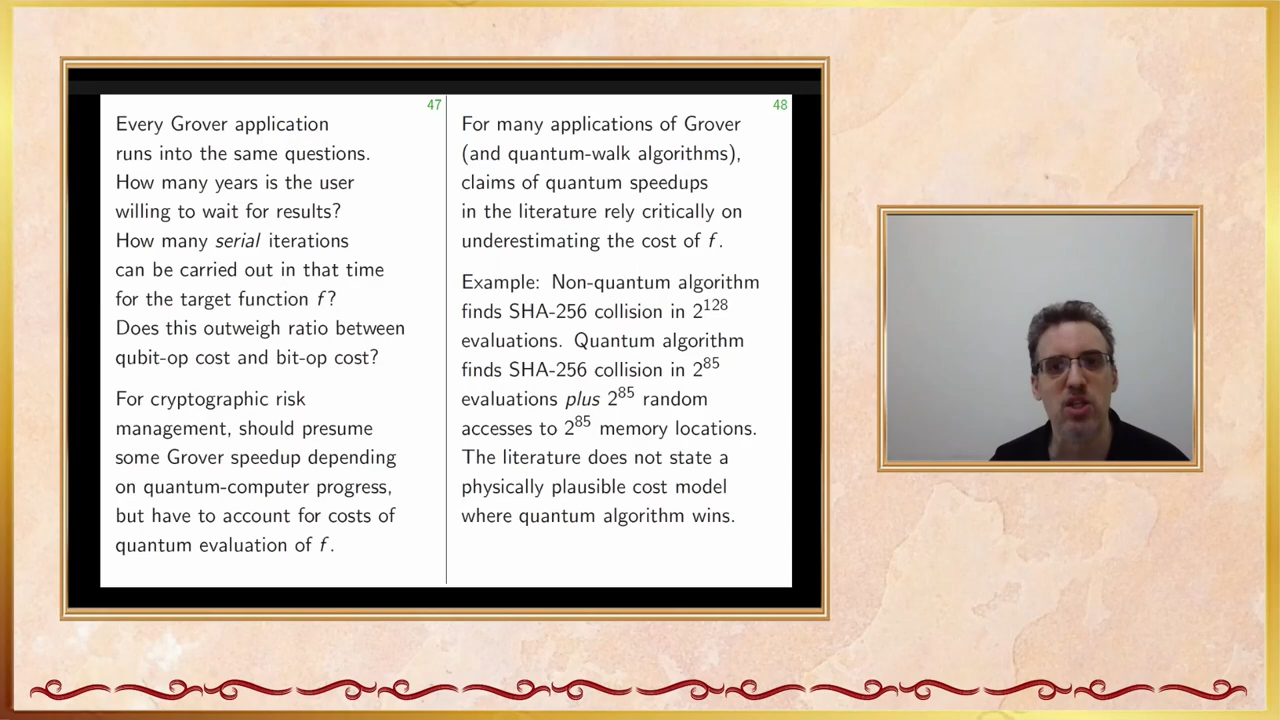 47
Every Grover application
runs into the same questions.
How many years is the user
willing to wait for results?
How many serial iterations
can be carried out in that time
for the target function f?
Does this outweigh ratio between
qubit-op cost and bit-op cost?
For cryptographic risk
management, should presume
some Grover speedup depending
on quantum-computer progress,
but have to account for costs of
quantum evaluation of f.
48
For many applications of Grover
(and quantum-walk algorithms),
claims of quantum speedups
in the literature rely critically on
underestimating the cost of f.
Example: Non-quantum algorithm
finds SHA-256 collision in 2^128
evaluations. Quantum algorithm
finds SHA-256 collision in 2^85
evaluations plus 2^85 random
accesses to 2^85 memory locations.
The literature does not state a
physically plausible cost model
where quantum algorithm wins.